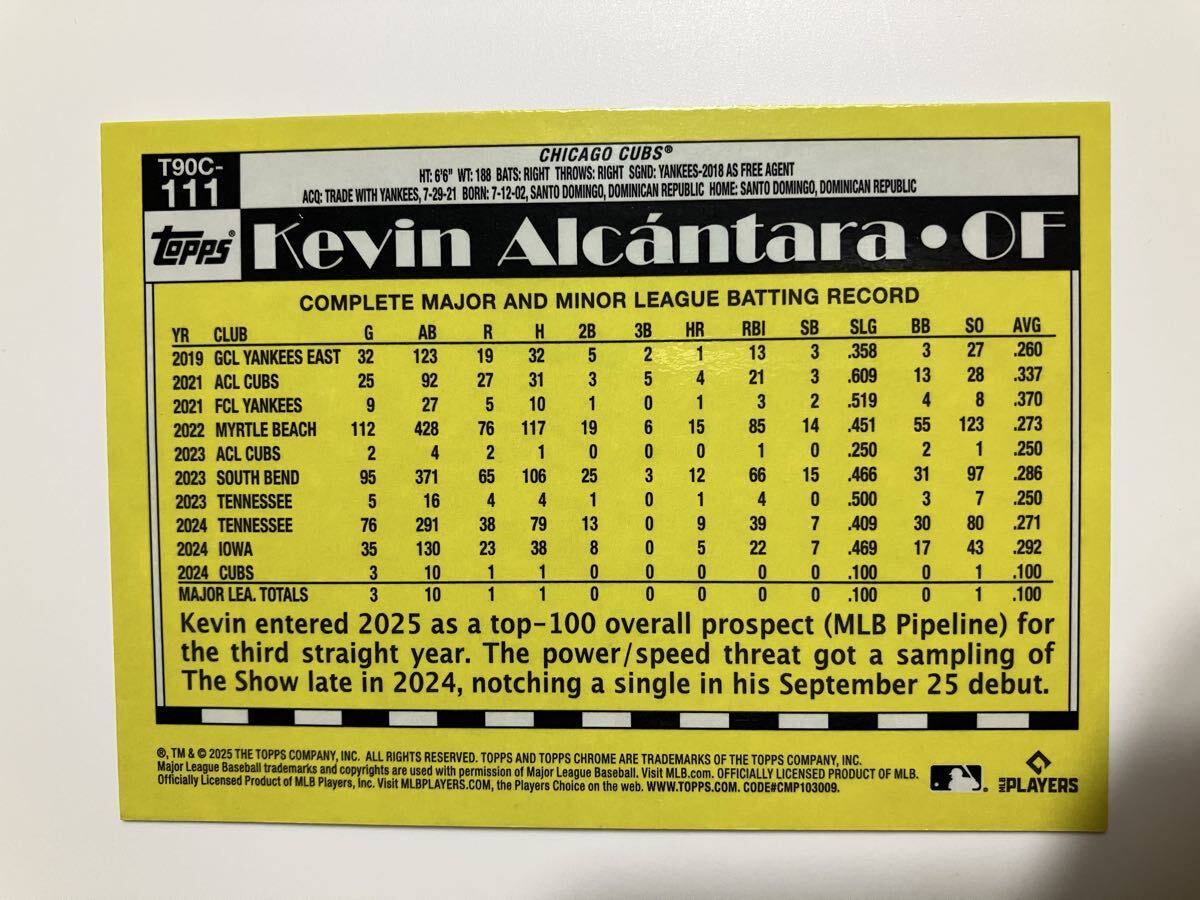 T90C-
111
CHICAGO CUBS®
HT: 6'6" WT: 188 BATS: RIGHT THROWS: RIGHT SGND: YANKEES-2018 AS FREE AGENT
ACQ: TRADE WITH YANKEES, 7-29-21 BORN: 7-12-02, SANTO DOMINGO, DOMINICAN REPUBLIC HOME: SANTO DOMINGO, DOMINICAN REPUBLIC
topps® Kevin Alcántara • OF
COMPLETE MAJOR AND MINOR LEAGUE BATTING RECORD
YR CLUB G AB R H 2B 3B HR RBI SB SLG BB SO AVG
2019 GCL YANKEES EAST 32 123 19 32 5 2 1 13 3 .358 3 27 .260
2021 ACL CUBS 25 92 27 31 3 5 4 21 3 .609 13 28 .337
2021 FCL YANKEES 9 27 5 10 1 0 1 3 2 .519 4 8 .370
2022 MYRTLE BEACH 112 428 76 117 19 6 15 85 14 .451 55 123 .273
2023 ACL CUBS 2 4 2 1 0 0 0 1 0 .250 2 1 .250
2023 SOUTH BEND 95 371 65 106 25 3 12 66 15 .466 31 97 .286
2023 TENNESSEE 5 16 4 4 1 0 1 4 0 .500 3 7 .250
2024 TENNESSEE 76 291 38 79 13 0 9 39 7 .409 30 80 .271
2024 IOWA 35 130 23 38 8 0 5 22 7 .469 17 43 .292
2024 CUBS 3 10 1 1 0 0 0 0 0 .100 0 1 .100
MAJOR LEA. TOTALS 3 10 1 1 0 0 0 0 0 .100 0 1 .100
Kevin entered 2025 as a top-100 overall prospect (MLB Pipeline) for
the third straight year. The power/speed threat got a sampling of
The Show late in 2024, notching a single in his September 25 debut.
®, TM & © 2025 THE TOPPS COMPANY, INC. ALL RIGHTS RESERVED. TOPPS AND TOPPS CHROME ARE TRADEMARKS OF THE TOPPS COMPANY, INC.
Major League Baseball trademarks and copyrights are used with permission of Major League Baseball. Visit MLB.com. OFFICIALLY LICENSED PRODUCT OF MLB.
Officially Licensed Product of MLB Players, Inc. Visit MLBPLAYERS.COM, the Players Choice on the web. WWW.TOPPS.COM. CODE#CMP103009.
MLB PLAYERS